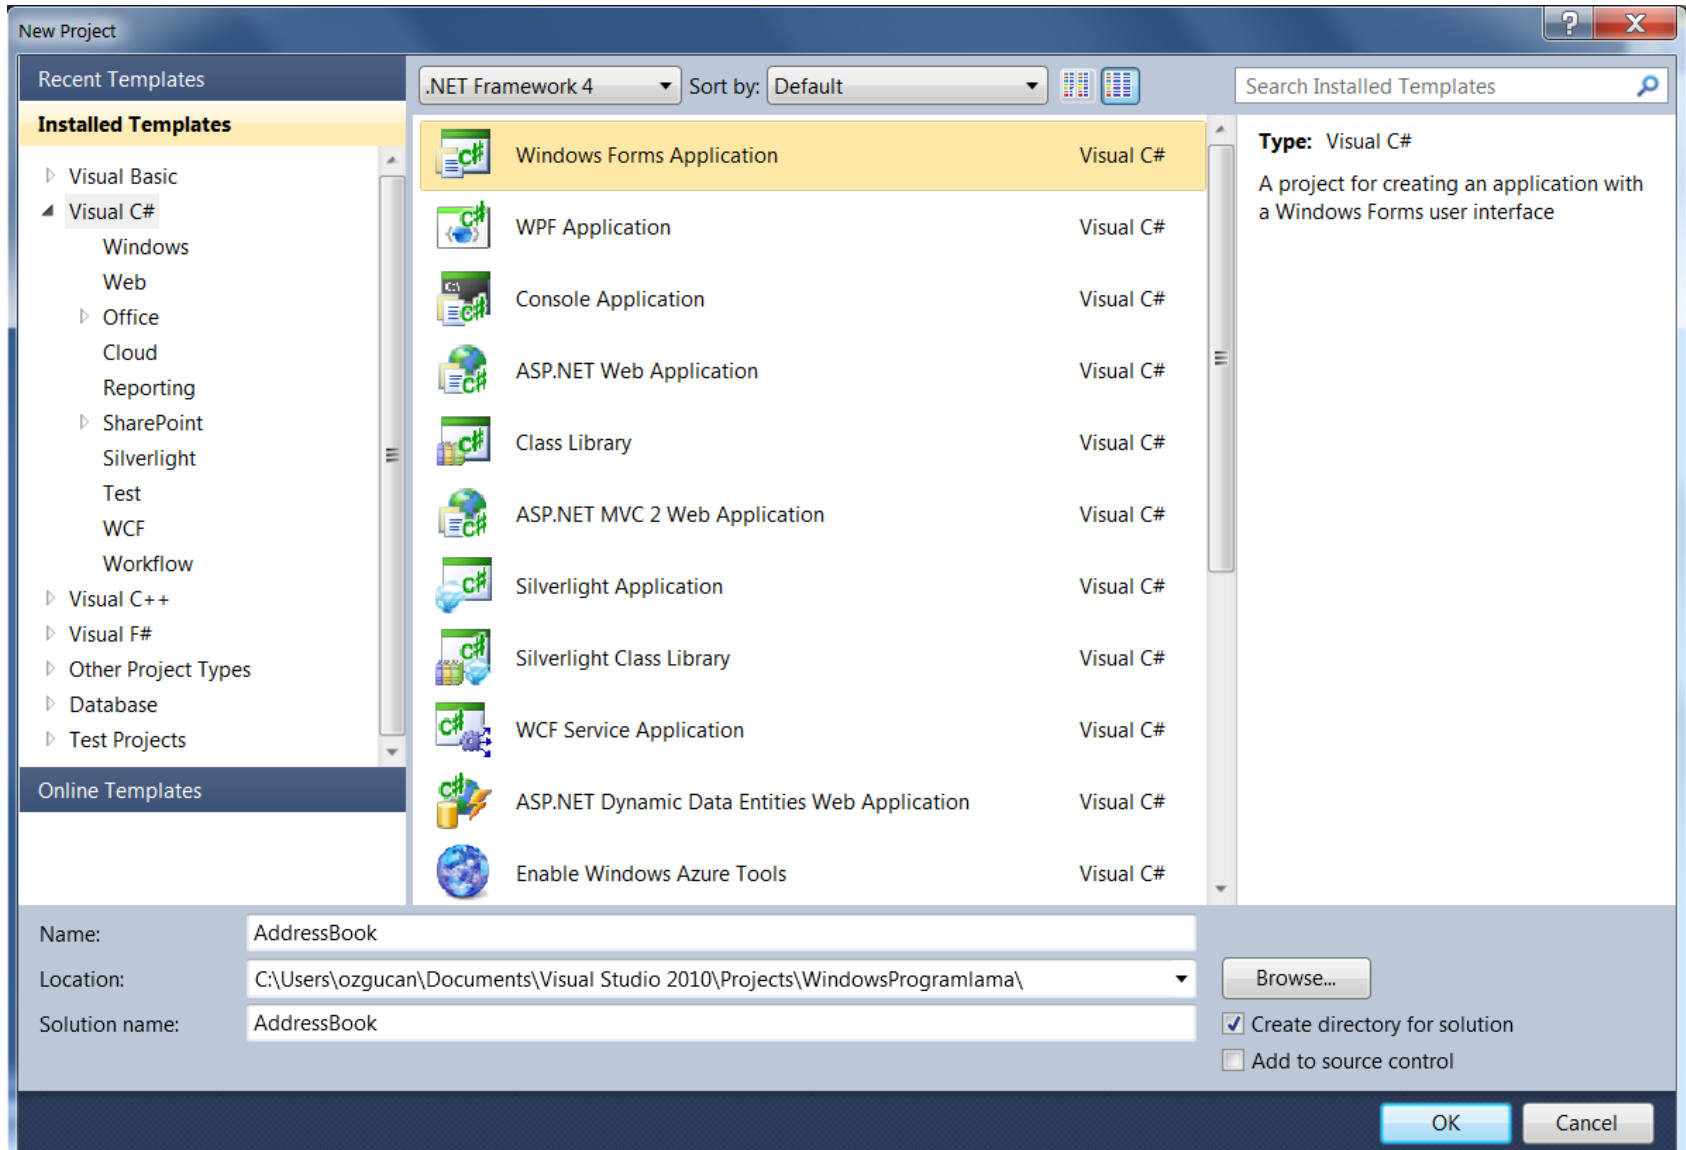 New Project
Recent Templates
Installed Templates
Visual Basic
Visual C#
Windows
Web
Office
Cloud
Reporting
SharePoint
Silverlight
Test
WCF
Workflow
Visual C++
Visual F#
Other Project Types
Database
Test Projects
Online Templates
.NET Framework 4 Sort by: Default
Windows Forms Application Visual C#
WPF Application Visual C#
Console Application Visual C#
ASP.NET Web Application Visual C#
Class Library Visual C#
ASP.NET MVC 2 Web Application Visual C#
Silverlight Application Visual C#
Silverlight Class Library Visual C#
WCF Service Application Visual C#
ASP.NET Dynamic Data Entities Web Application Visual C#
Enable Windows Azure Tools Visual C#
Search Installed Templates
Type: Visual C#
A project for creating an application with
a Windows Forms user interface
Name: AddressBook
Location: C:\Users\ozgucan\Documents\Visual Studio 2010\Projects\WindowsProgramlama\ Browse...
Solution name: AddressBook
Create directory for solution
Add to source control
OK Cancel